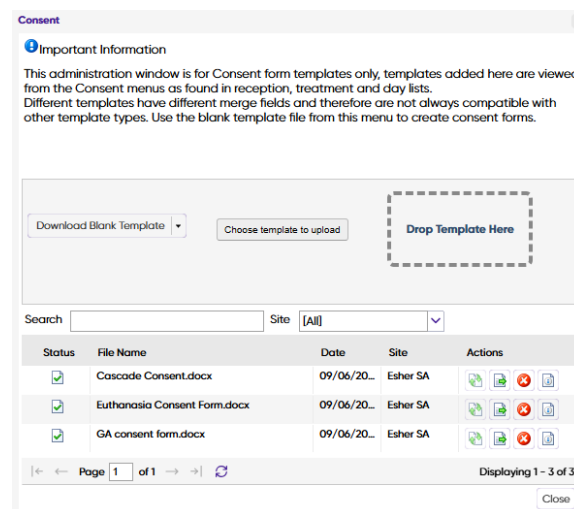 Consent
Important Information
This administration window is for Consent form templates only, templates added here are viewed
from the Consent menus as found in reception, treatment and day lists.
Different templates have different merge fields and therefore are not always compatible with
other template types. Use the blank template file from this menu to create consent forms.
Download Blank Template Choose template to upload Drop Template Here
Search Site [All]
Status File Name Date Site Actions
Cascade Consent.docx 09/06/20... Esher SA
Euthanasia Consent Form.docx 09/06/20... Esher SA
GA consent form.docx 09/06/20... Esher SA
Page 1 of 1 Displaying 1 - 3 of 3
Close